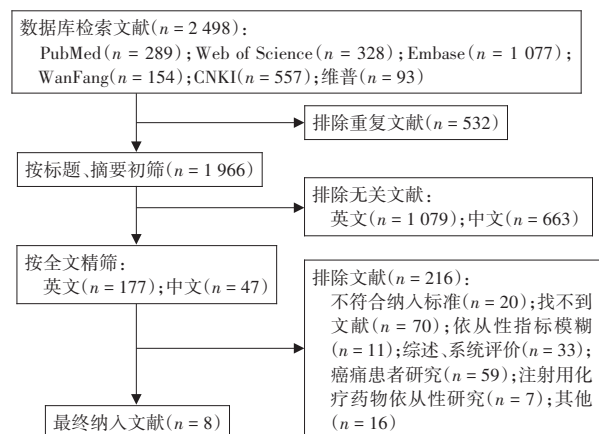 数据库检索文献(n = 2 498):
PubMed(n = 289);Web of Science(n = 328);Embase(n = 1 077);
WanFang(n = 154);CNKI(n = 557);维普(n = 93)
排除重复文献(n = 532)
按标题、摘要初筛(n = 1 966)
排除无关文献:
英文(n = 1 079);中文(n = 663)
按全文精筛:
英文(n = 177);中文(n = 47)
排除文献(n = 216):
不符合纳入标准(n = 20);找不到
文献(n = 70);依从性指标模糊
(n = 11);综述、系统评价(n = 33);
癌痛患者研究(n = 59);注射用化
疗药物依从性研究(n = 7);其他
(n = 16)
最终纳入文献(n = 8)